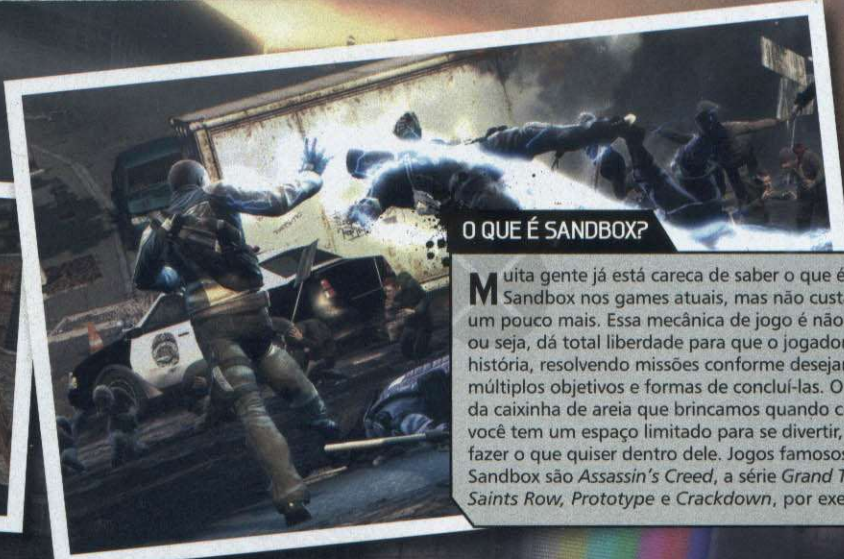 O QUE É SANDBOX?
Muita gente já está careca de saber o que é
Sandbox nos games atuais, mas não custa
um pouco mais. Essa mecânica de jogo é não
ou seja, dá total liberdade para que o jogador
história, resolvendo missões conforme desejar
múltiplos objetivos e formas de concluí-las. O
da caixinha de areia que brincamos quando
você tem um espaço limitado para se divertir,
fazer o que quiser dentro dele. Jogos famosos
Sandbox são Assassin's Creed, a série Grand
Saints Row, Prototype e Crackdown, por